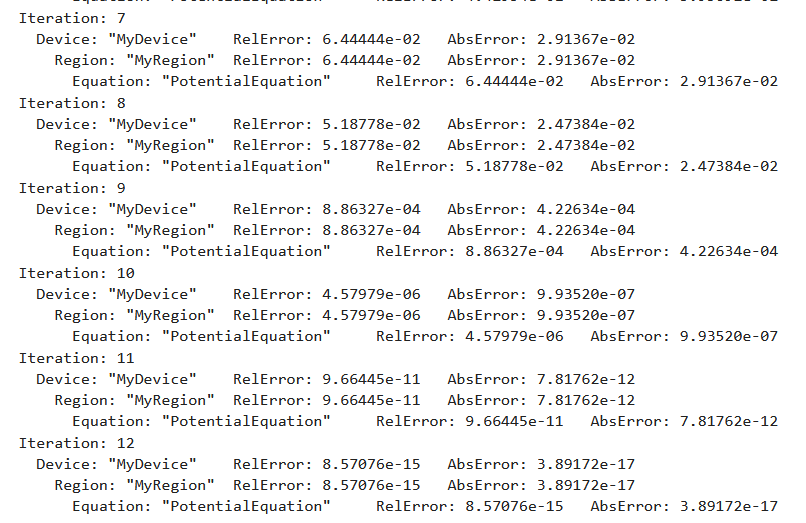 Iteration: 7
Device: "MyDevice" RelError: 6.44444e-02 AbsError: 2.91367e-02
Region: "MyRegion" RelError: 6.44444e-02 AbsError: 2.91367e-02
Equation: "PotentialEquation" RelError: 6.44444e-02 AbsError: 2.91367e-02
Iteration: 8
Device: "MyDevice" RelError: 5.18778e-02 AbsError: 2.47384e-02
Region: "MyRegion" RelError: 5.18778e-02 AbsError: 2.47384e-02
Equation: "PotentialEquation" RelError: 5.18778e-02 AbsError: 2.47384e-02
Iteration: 9
Device: "MyDevice" RelError: 8.86327e-04 AbsError: 4.22634e-04
Region: "MyRegion" RelError: 8.86327e-04 AbsError: 4.22634e-04
Equation: "PotentialEquation" RelError: 8.86327e-04 AbsError: 4.22634e-04
Iteration: 10
Device: "MyDevice" RelError: 4.57979e-06 AbsError: 9.93520e-07
Region: "MyRegion" RelError: 4.57979e-06 AbsError: 9.93520e-07
Equation: "PotentialEquation" RelError: 4.57979e-06 AbsError: 9.93520e-07
Iteration: 11
Device: "MyDevice" RelError: 9.66445e-11 AbsError: 7.81762e-12
Region: "MyRegion" RelError: 9.66445e-11 AbsError: 7.81762e-12
Equation: "PotentialEquation" RelError: 9.66445e-11 AbsError: 7.81762e-12
Iteration: 12
Device: "MyDevice" RelError: 8.57076e-15 AbsError: 3.89172e-17
Region: "MyRegion" RelError: 8.57076e-15 AbsError: 3.89172e-17
Equation: "PotentialEquation" RelError: 8.57076e-15 AbsError: 3.89172e-17